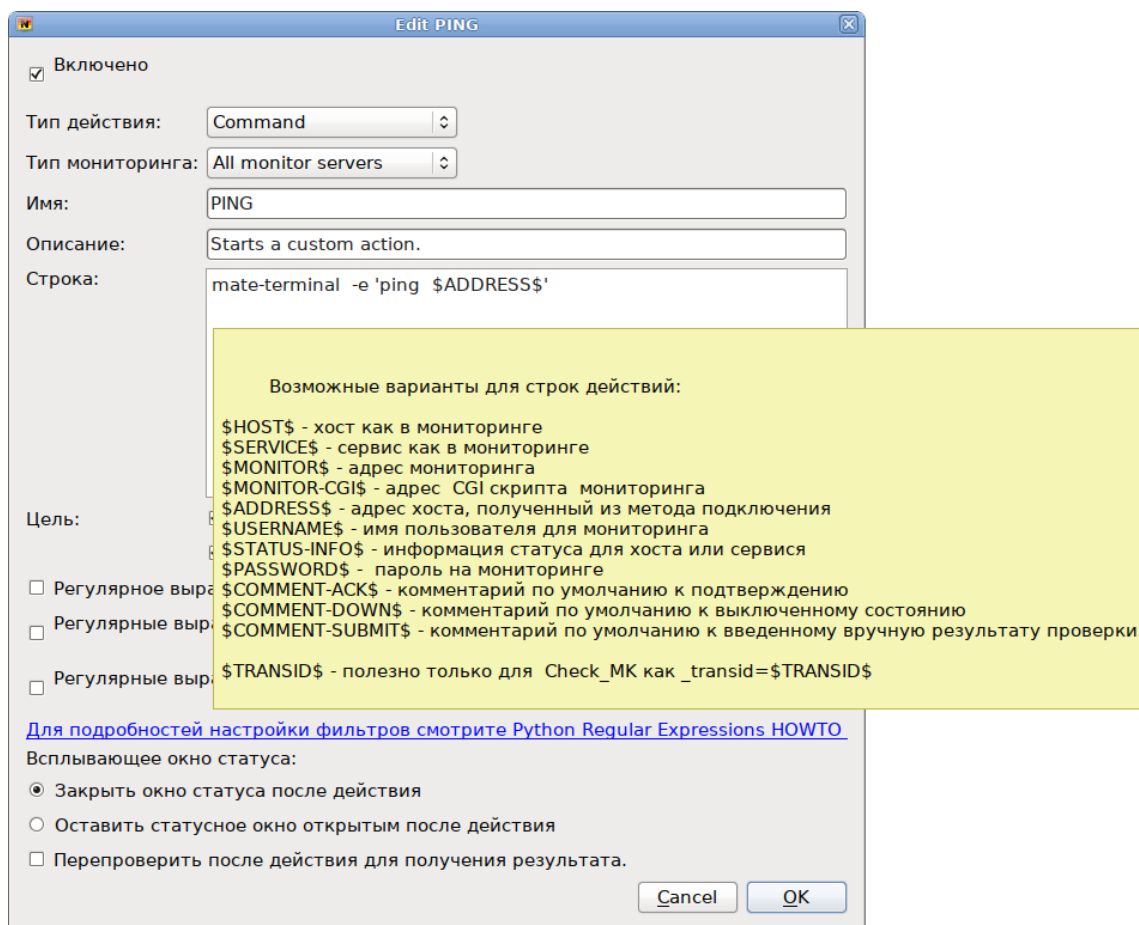 Edit PING
Включено
Тип действия: Command
Тип мониторинга: All monitor servers
Имя: PING
Описание: Starts a custom action.
Строка: mate-terminal -e 'ping $ADDRESS$'
Возможные варианты для строк действий:
$HOST$ - хост как в мониторинге
$SERVICE$ - сервис как в мониторинге
$MONITOR$ - адрес мониторинга
$MONITOR-CGI$ - адрес CGI скрипта мониторинга
$ADDRESS$ - адрес хоста, полученный из метода подключения
$USERNAME$ - имя пользователя для мониторинга
$STATUS-INFO$ - информация статуса для хоста или сервися
$PASSWORD$ - пароль на мониторинге
$COMMENT-ACK$ - комментарий по умолчанию к подтверждению
$COMMENT-DOWN$ - комментарий по умолчанию к выключенному состоянию
$COMMENT-SUBMIT$ - комментарий по умолчанию к введенному вручную результату проверки
$TRANSID$ - полезно только для Check_MK как _transid=$TRANSID$
Цель:
Регулярное выра
Регулярные выр
Регулярные выр
Для подробностей настройки фильтров смотрите Python Regular Expressions HOWTO
Всплывающее окно статуса:
Закрыть окно статуса после действия
Оставить статусное окно открытым после действия
Перепроверить после действия для получения результата.
Cancel OK